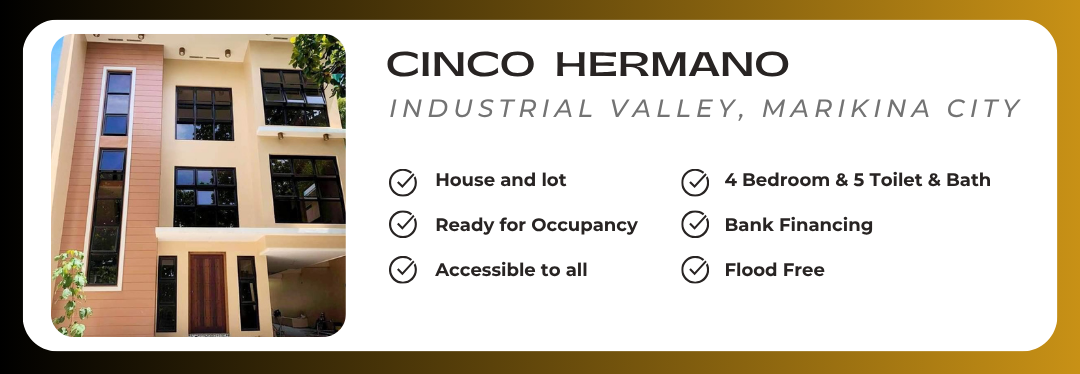 CINCO HERMANO
INDUSTRIAL VALLEY, MARIKINA CITY
House and lot
Ready for Occupancy
Accessible to all
4 Bedroom & 5 Toilet & Bath
Bank Financing
Flood Free